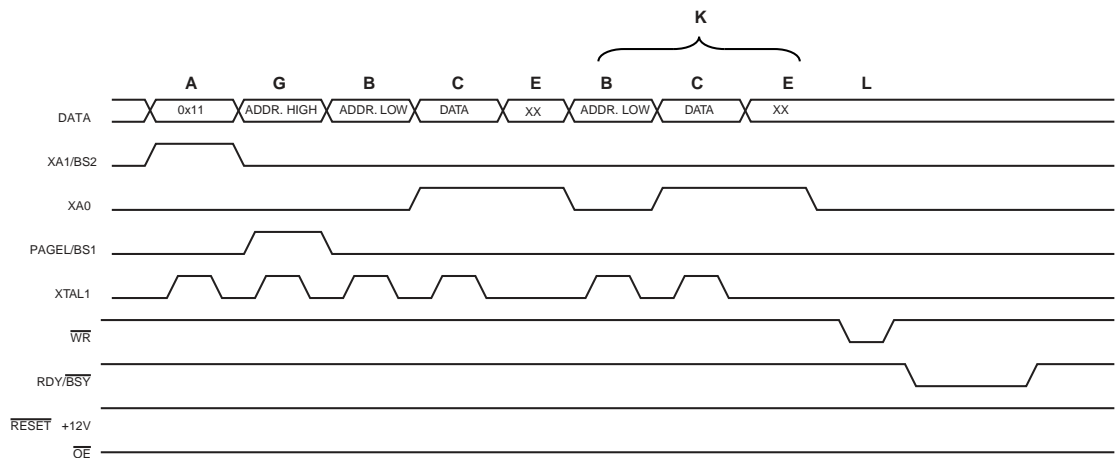 K
A G B C E B C E L
DATA 0x11 ADDR. HIGH ADDR. LOW DATA XX ADDR. LOW DATA XX
XA1/BS2
XA0
PAGEL/BS1
XTAL1
WR
RDY/BSY
RESET +12V
OE